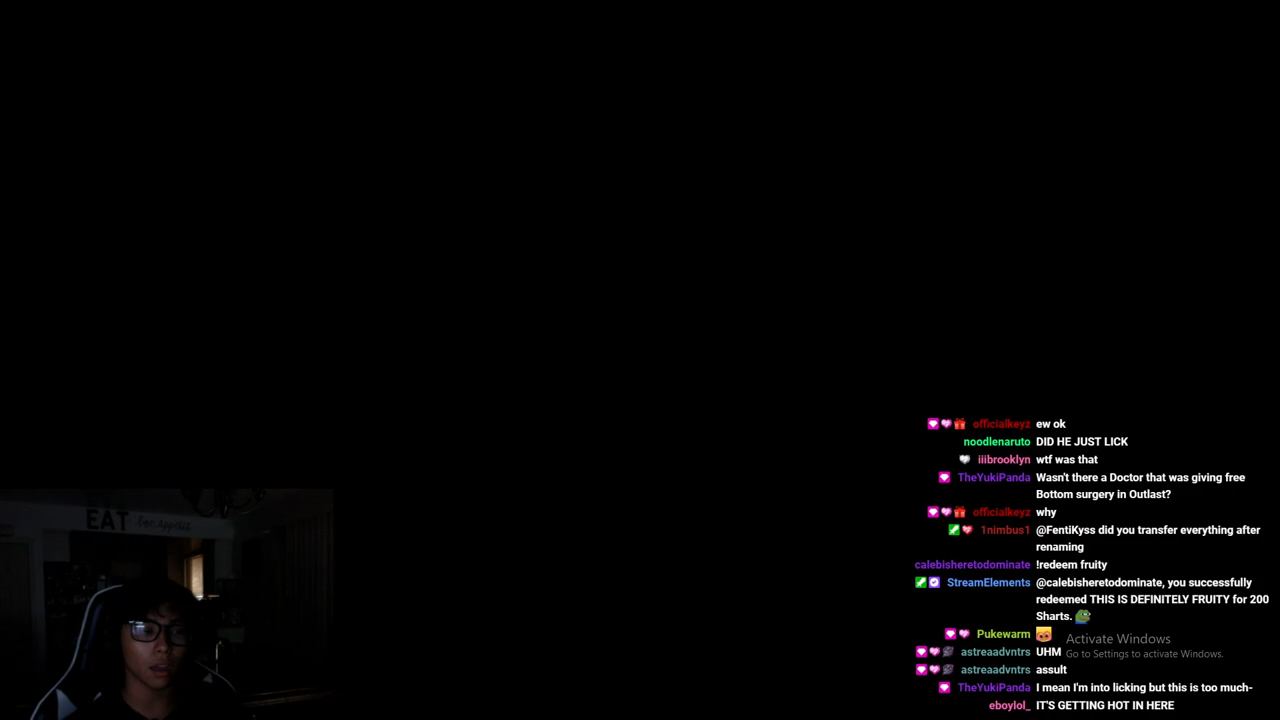 officialkeyz ew ok
noodlenaruto DID HE JUST LICK
iiibrooklyn wtf was that
TheYukiPanda Wasn't there a Doctor that was giving free
Bottom surgery in Outlast?
officialkeyz why
1nimbus1 @FentiKyss did you transfer everything after
renaming
calebisheretodominate !redeem fruity
StreamElements @calebisheretodominate, you successfully
redeemed THIS IS DEFINITELY FRUITY for 200
Sharts.
Pukewarm
Activate Windows
astreaadvntrs UHM
Go to Settings to activate Windows.
astreaadvntrs assult
TheYukiPanda I mean I'm into licking but this is too much-
eboylol_ IT'S GETTING HOT IN HERE
EAT bon appetit